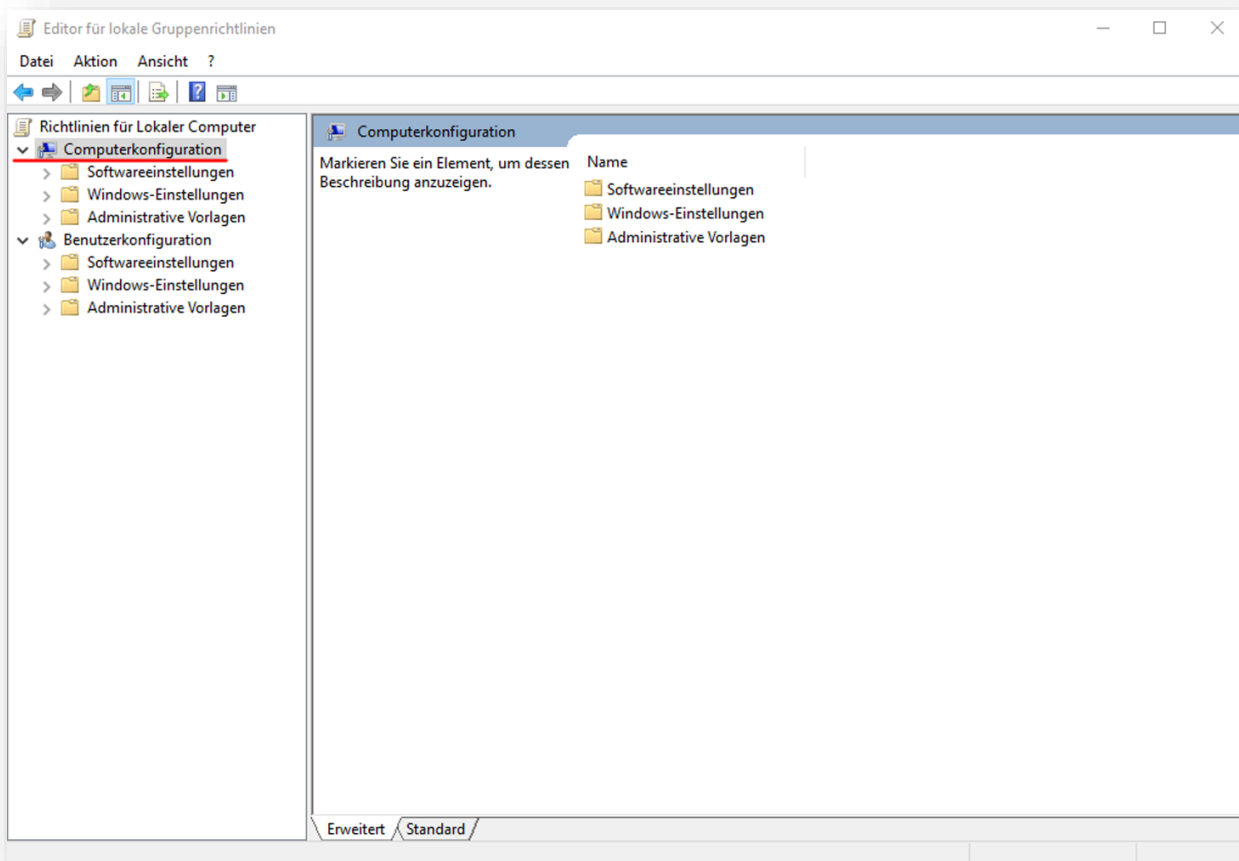 Editor für lokale Gruppenrichtlinien
Datei Aktion Ansicht ?
Richtlinien für Lokaler Computer
Computerkonfiguration
Softwareeinstellungen
Windows-Einstellungen
Administrative Vorlagen
Benutzerkonfiguration
Softwareeinstellungen
Windows-Einstellungen
Administrative Vorlagen
Computerkonfiguration
Markieren Sie ein Element, um dessen
Beschreibung anzuzeigen.
Name
Softwareeinstellungen
Windows-Einstellungen
Administrative Vorlagen
Erweitert Standard